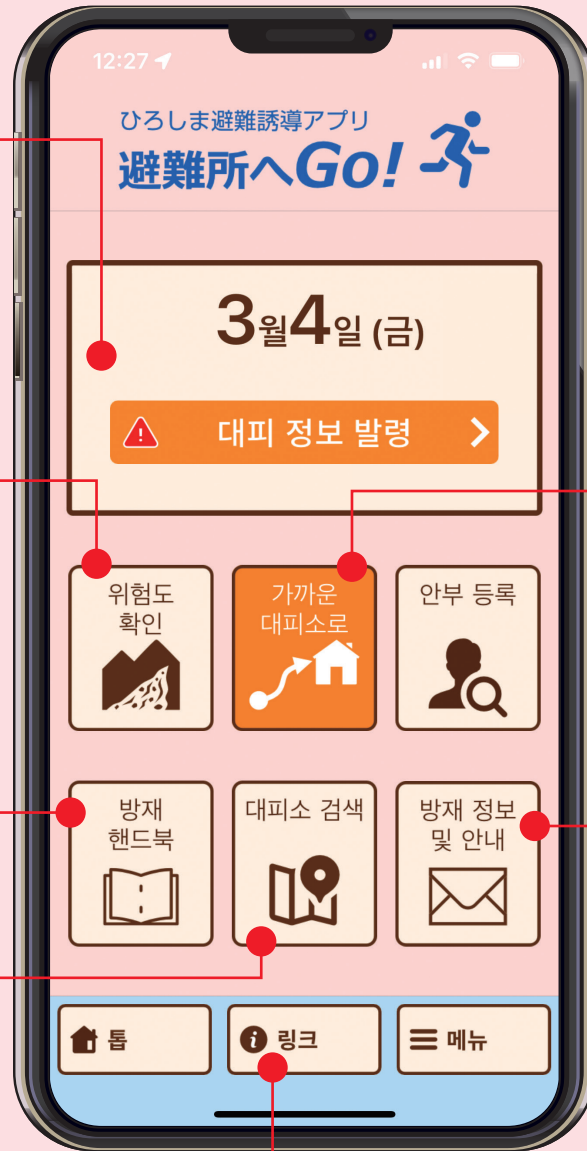 12:27
ひろしま避難誘導アプリ
避難所へGo!
3월4일 (금)
대피 정보 발령
위험도
확인
가까운
대피소로
안부 등록
방재
핸드북
대피소 검색
방재 정보
및 안내
톱
링크
메뉴